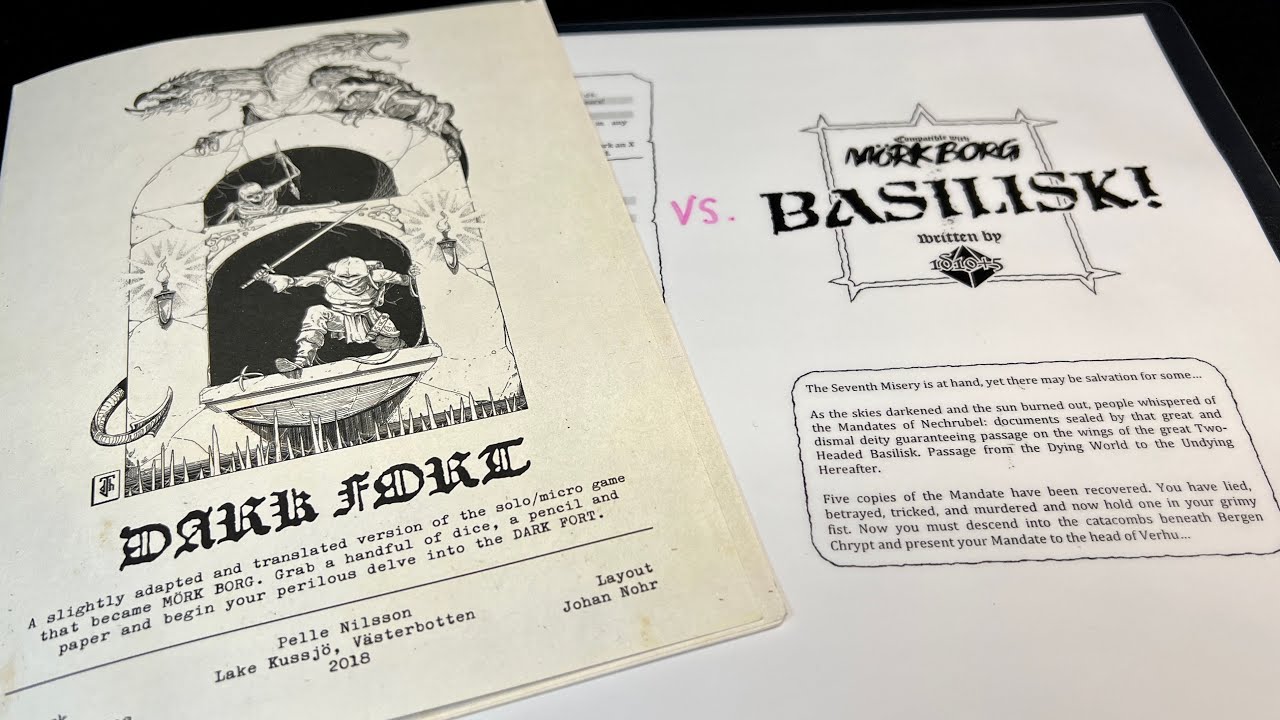 DARK FORT
A slightly adapted and translated version of the solo/micro game
that became MÖRK BORG. Grab a handful of dice, a pencil and
paper and begin your perilous delve into the DARK FORT.
Pelle Nilsson
Lake Kussjö, Västerbotten
2018
Layout
Johan Nohr
any
an X
vs.
Compatible with
MÖRK BORG
BASILISK!
written by
The Seventh Misery is at hand, yet there may be salvation for some...
As the skies darkened and the sun burned out, people whispered of
the Mandates of Nechrubel: documents sealed by that great and
dismal deity guaranteeing passage on the wings of the great Two-
Headed Basilisk. Passage from the Dying World to the Undying
Hereafter.
Five copies of the Mandate have been recovered. You have lied,
betrayed, tricked, and murdered and now hold one in your grimy
fist. Now you must descend into the catacombs beneath Bergen
Chrypt and present your Mandate to the head of Verhu...